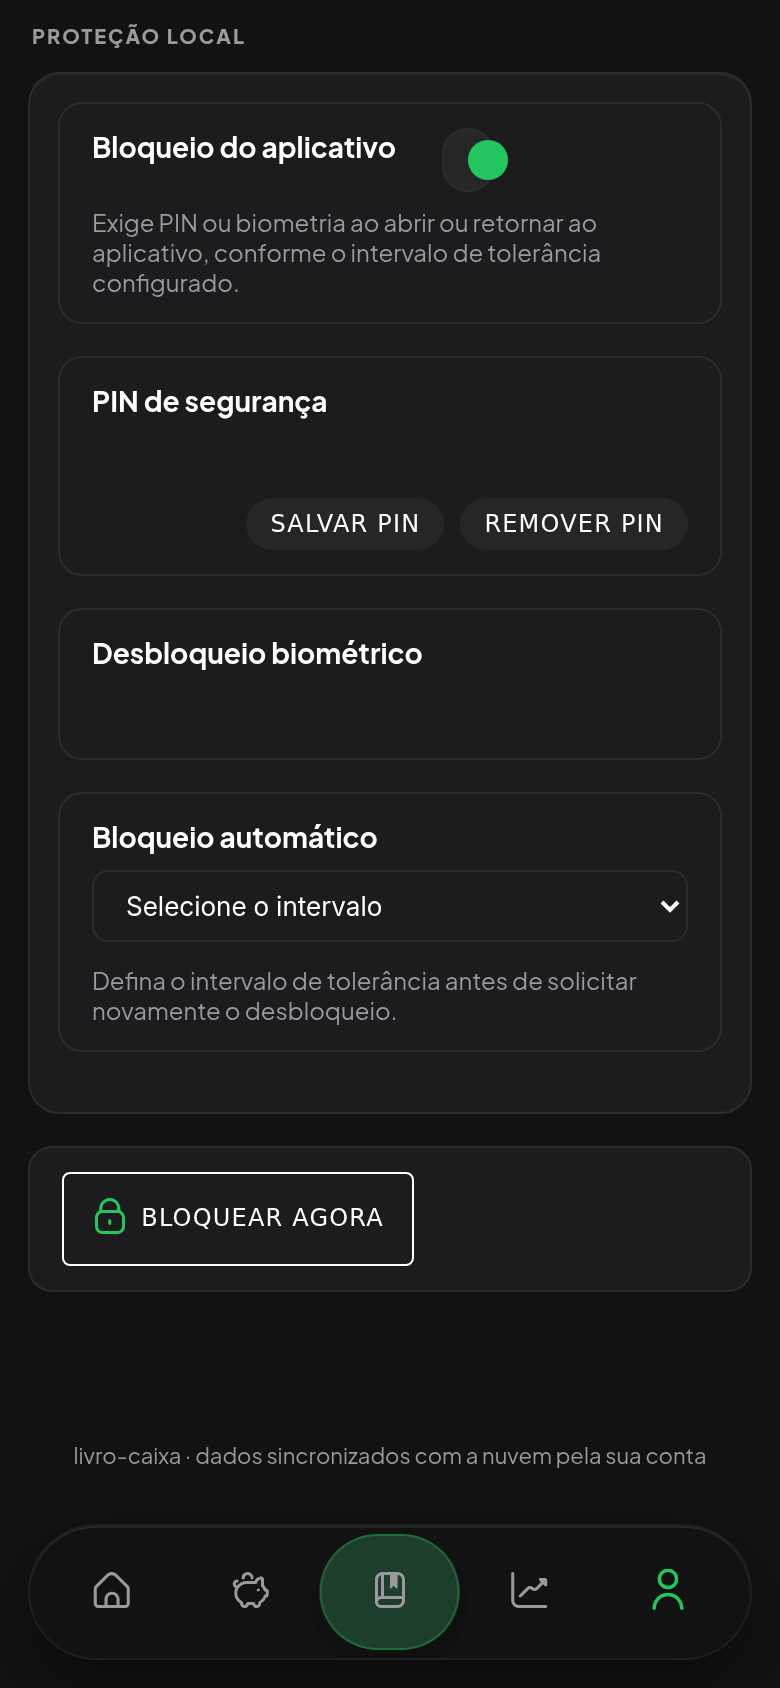 PROTEÇÃO LOCAL
Bloqueio do aplicativo
Exige PIN ou biometria ao abrir ou retornar ao
aplicativo, conforme o intervalo de tolerância
configurado.
PIN de segurança
SALVAR PIN
REMOVER PIN
Desbloqueio biométrico
Bloqueio automático
Selecione o intervalo
Defina o intervalo de tolerância antes de solicitar
novamente o desbloqueio.
BLOQUEAR AGORA
livro-caixa · dados sincronizados com a nuvem pela sua conta